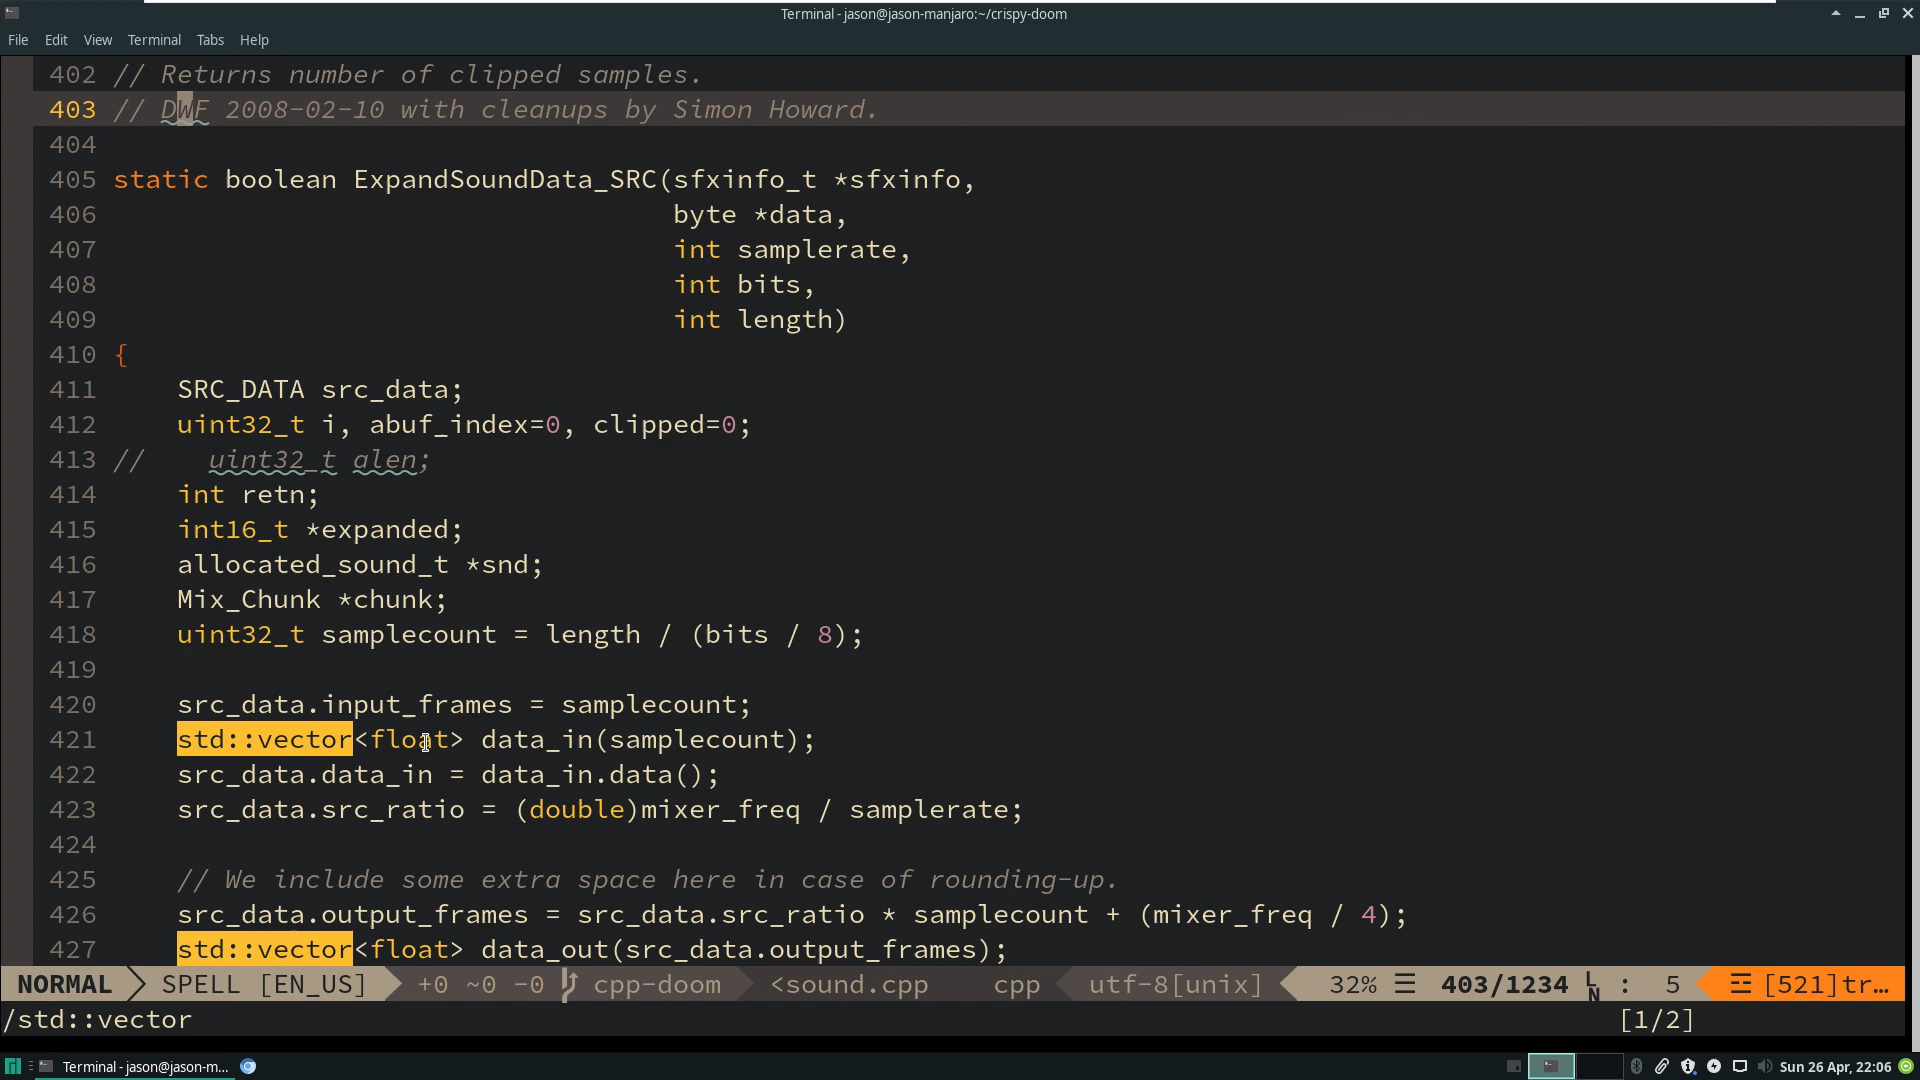 Terminal - jason@jason-manjaro:~/crispy-doom
File Edit View Terminal Tabs Help
402 // Returns number of clipped samples.
403 // DWF 2008-02-10 with cleanups by Simon Howard.
404
405 static boolean ExpandSoundData_SRC(sfxinfo_t *sfxinfo,
406 byte *data,
407 int samplerate,
408 int bits,
409 int length)
410 {
411 SRC_DATA src_data;
412 uint32_t i, abuf_index=0, clipped=0;
413 // uint32_t alen;
414 int retn;
415 int16_t *expanded;
416 allocated_sound_t *snd;
417 Mix_Chunk *chunk;
418 uint32_t samplecount = length / (bits / 8);
419
420 src_data.input_frames = samplecount;
421 std::vector<float> data_in(samplecount);
422 src_data.data_in = data_in.data();
423 src_data.src_ratio = (double)mixer_freq / samplerate;
424
425 // We include some extra space here in case of rounding-up.
426 src_data.output_frames = src_data.src_ratio * samplecount + (mixer_freq / 4);
427 std::vector<float> data_out(src_data.output_frames);
NORMAL SPELL [EN_US] +0 ~0 -0 cpp-doom <sound.cpp cpp utf-8[unix] 32% ☰ 403/1234 LN : 5 Ξ [521]tr…
/std::vector [1/2]
Terminal - jason@jason-m... Sun 26 Apr, 22:06